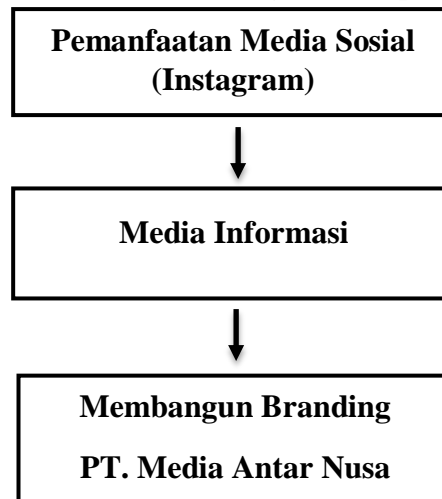 Pemanfaatan Media Sosial
(Instagram)
Media Informasi
Membangun Branding
PT. Media Antar Nusa